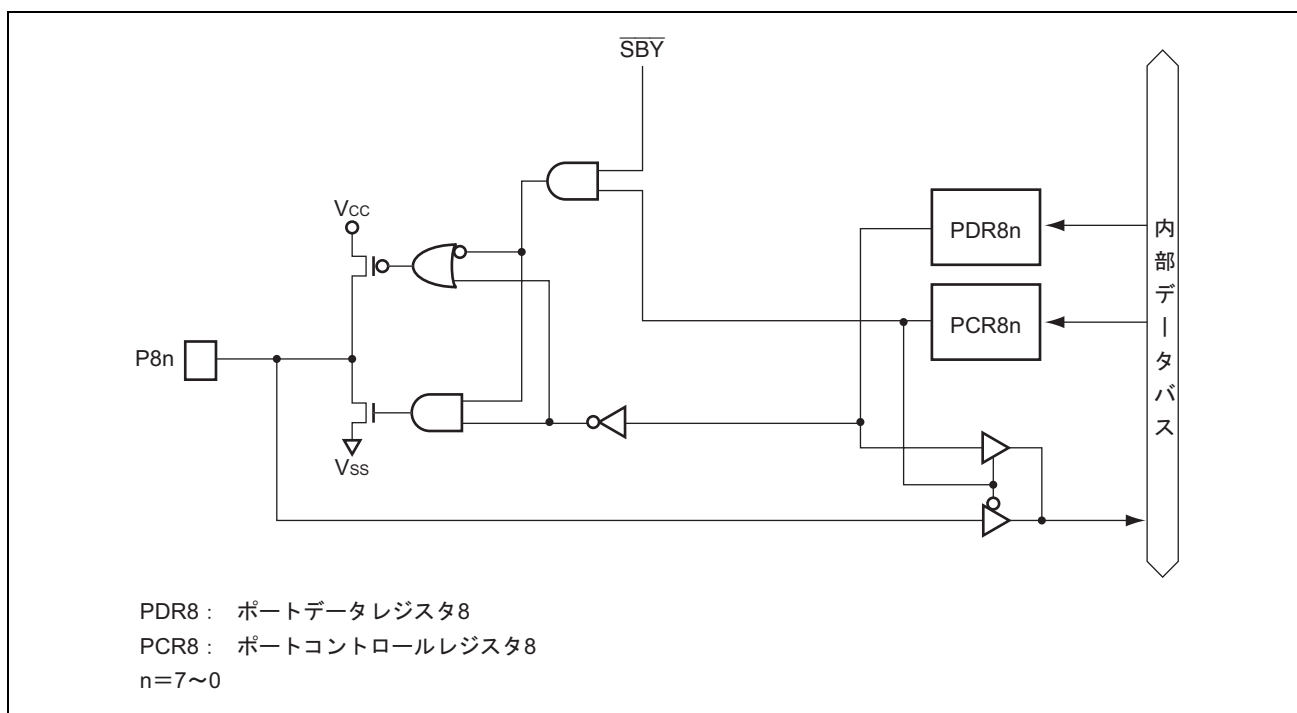 SBY
VCC
PDR8n
内部データバス
PCR8n
P8n
VSS
PDR8： ポートデータレジスタ8
PCR8： ポートコントロールレジスタ8
n＝7～0